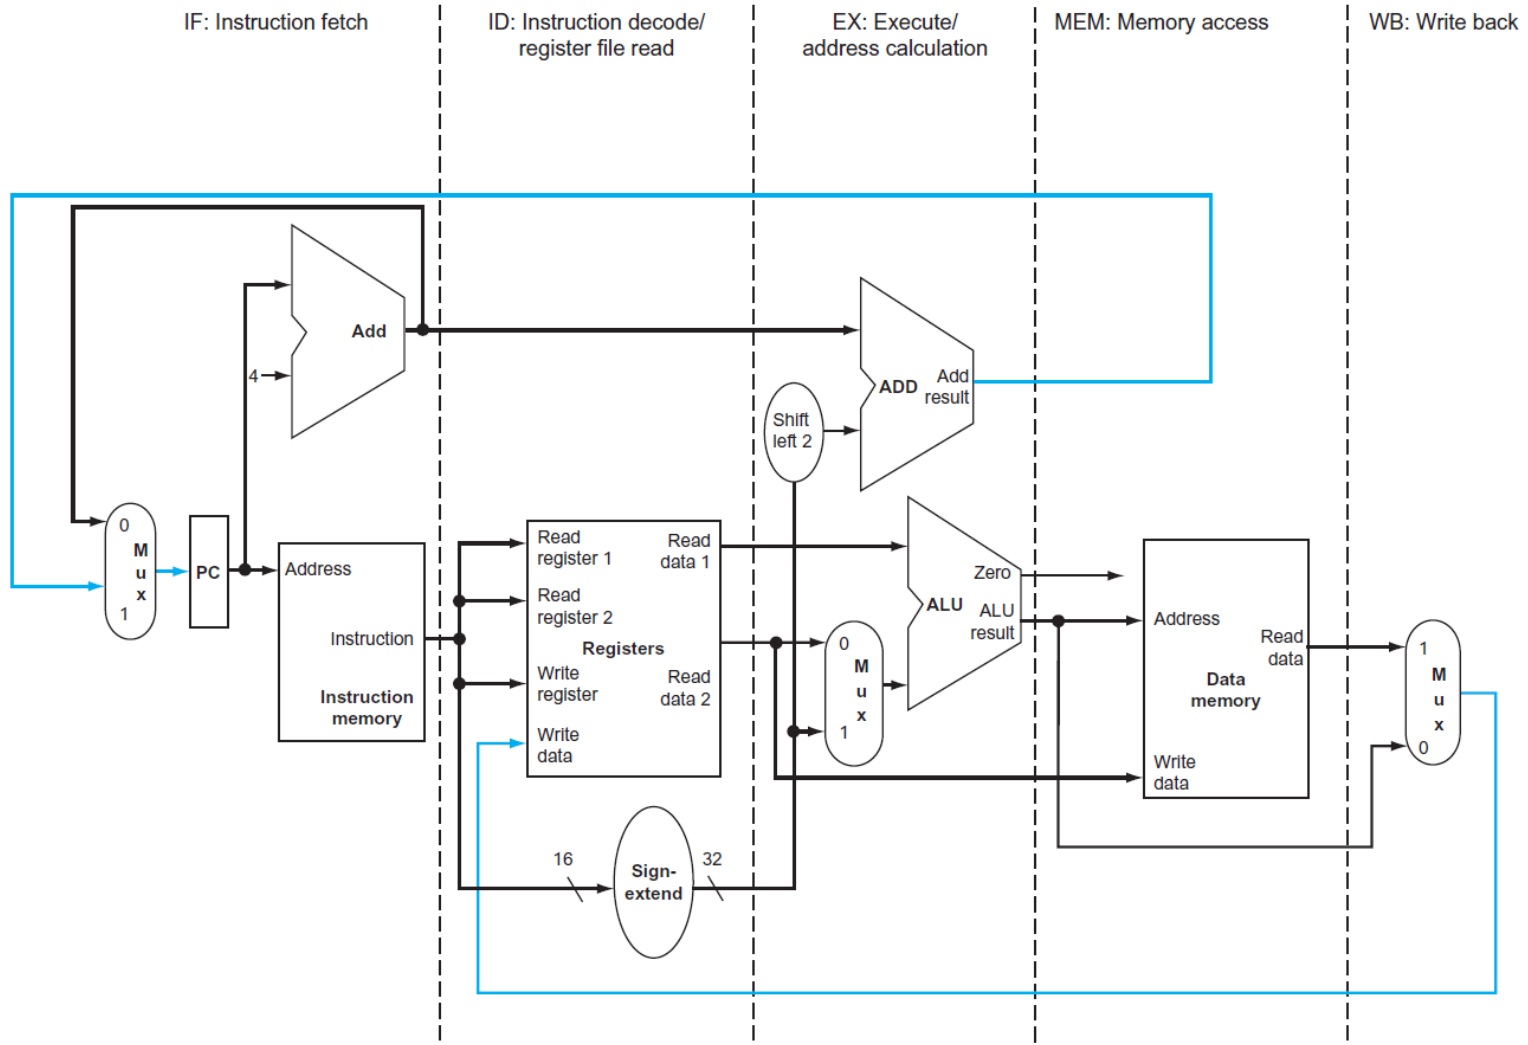 IF: Instruction fetch
ID: Instruction decode/
register file read
EX: Execute/
address calculation
MEM: Memory access
WB: Write back
Add
4
ADD
Add
result
Shift
left 2
0
M
u
x
1
PC
Address
Instruction
Instruction
memory
Read
register 1
Read
register 2
Registers
Write
register
Write
data
Read
data 1
Read
data 2
0
M
u
x
1
Zero
ALU
ALU
result
Address
Read
data
Data
memory
Write
data
1
M
u
x
0
16
Sign-
extend
32